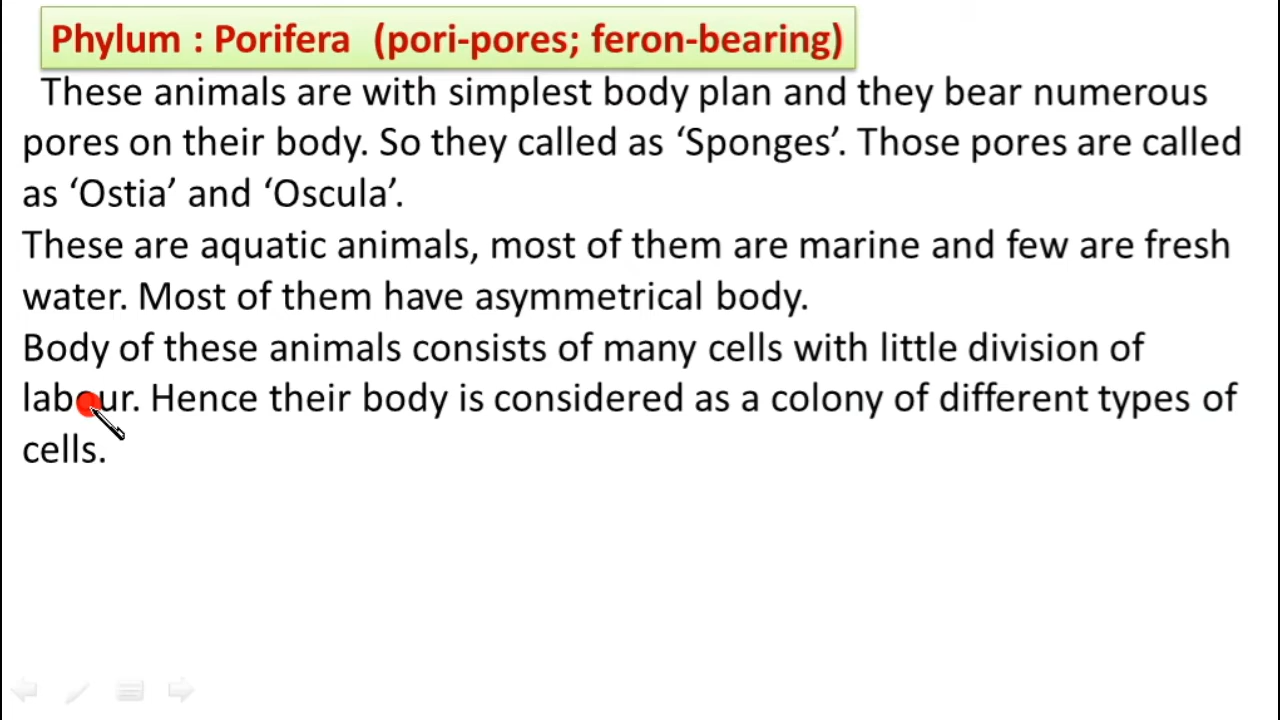 Phylum : Porifera (pori-pores; feron-bearing)
These animals are with simplest body plan and they bear numerous
pores on their body. So they called as ‘Sponges’. Those pores are called
as ‘Ostia’ and ‘Oscula’.
These are aquatic animals, most of them are marine and few are fresh
water. Most of them have asymmetrical body.
Body of these animals consists of many cells with little division of
labour. Hence their body is considered as a colony of different types of
cells.